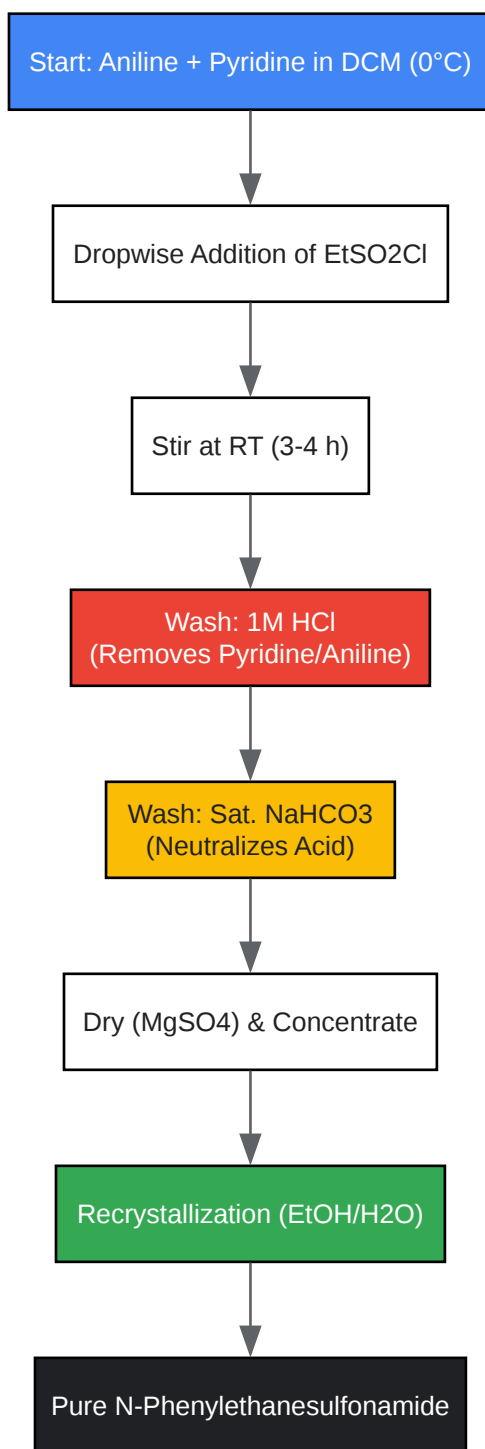 Start: Aniline + Pyridine in DCM (0°C)
Dropwise Addition of EtSO2Cl
Stir at RT (3-4 h)
Wash: 1M HCl
(Removes Pyridine/Aniline)
Wash: Sat. NaHCO3
(Neutralizes Acid)
Dry (MgSO4) & Concentrate
Recrystallization (EtOH/H2O)
Pure N-Phenylethanesulfonamide